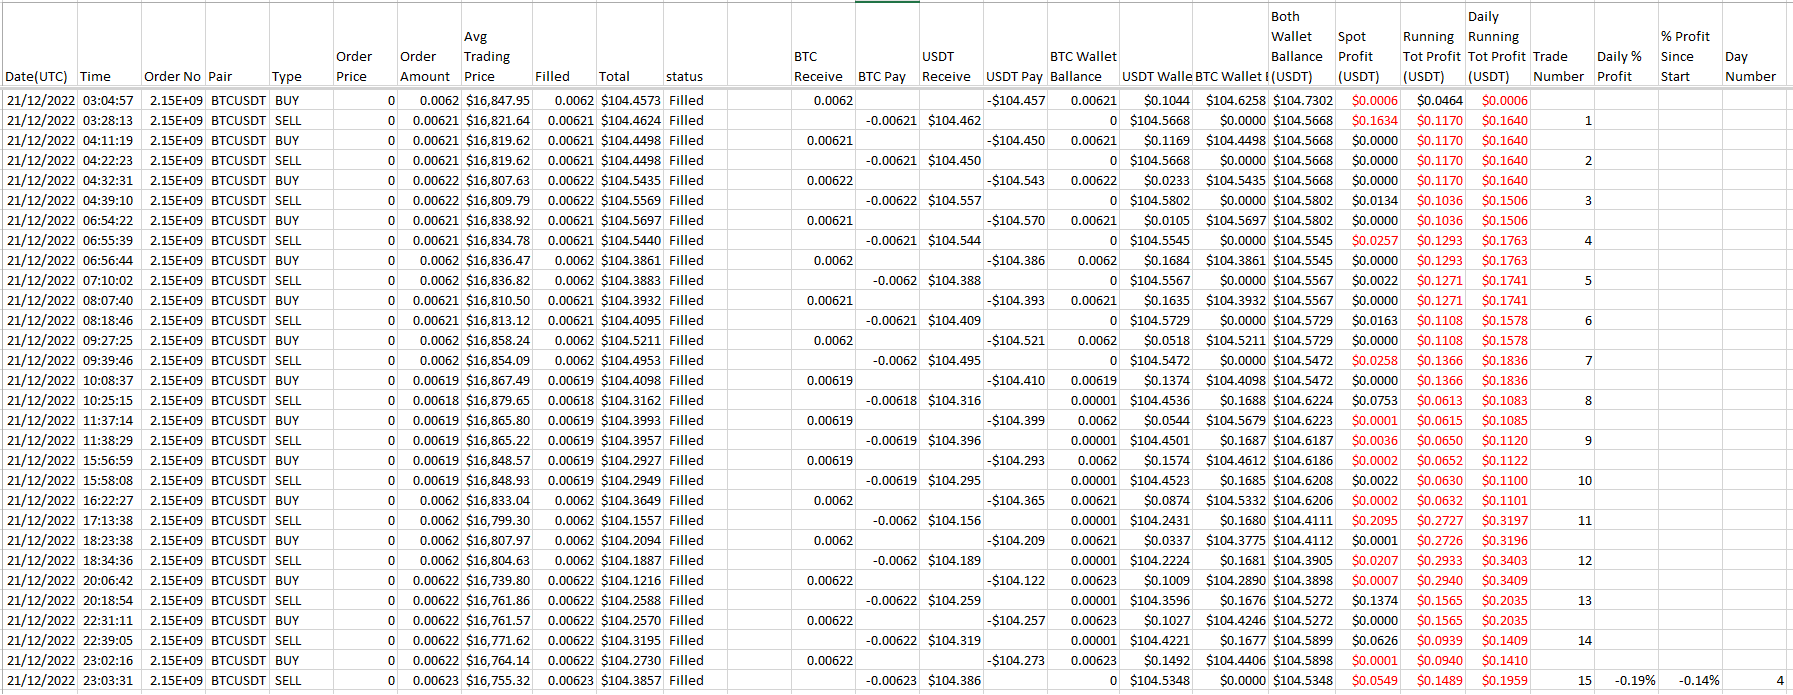 Both Daily
Avg Wallet Spot Running Running % Profit
Order Order Trading BTC USDT BTC Wallet Ballance Profit Tot Profit Tot Profit Trade Daily % Since Day
Date(UTC) Time Order No Pair Type Price Amount Price Filled Total status Receive BTC Pay Receive USDT Pay Ballance USDT Walle BTC Wallet (USDT) (USDT) (USDT) (USDT) Number Profit Start Number
21/12/2022 03:04:57 2.15E+09 BTCUSDT BUY 0 0.0062 $16,847.95 0.0062 $104.4573 Filled 0.0062 -$104.457 0.00621 $0.1044 $104.6258 $104.7302 $0.0006 $0.0464 $0.0006
21/12/2022 03:28:13 2.15E+09 BTCUSDT SELL 0 0.00621 $16,821.64 0.00621 $104.4624 Filled -0.00621 $104.462 0 $104.5668 $0.0000 $104.5668 $0.1634 $0.1170 $0.1640 1
21/12/2022 04:11:19 2.15E+09 BTCUSDT BUY 0 0.00621 $16,819.62 0.00621 $104.4498 Filled 0.00621 -$104.450 0.00621 $0.1169 $104.4498 $104.5668 $0.0000 $0.1170 $0.1640
21/12/2022 04:22:23 2.15E+09 BTCUSDT SELL 0 0.00621 $16,819.62 0.00621 $104.4498 Filled -0.00621 $104.450 0 $104.5668 $0.0000 $104.5668 $0.0000 $0.1170 $0.1640 2
21/12/2022 04:32:31 2.15E+09 BTCUSDT BUY 0 0.00622 $16,807.63 0.00622 $104.5435 Filled 0.00622 -$104.543 0.00622 $0.0233 $104.5435 $104.5668 $0.0000 $0.1170 $0.1640
21/12/2022 04:39:10 2.15E+09 BTCUSDT SELL 0 0.00622 $16,809.79 0.00622 $104.5569 Filled -0.00622 $104.557 0 $104.5802 $0.0000 $104.5802 $0.0134 $0.1036 $0.1506 3
21/12/2022 06:54:22 2.15E+09 BTCUSDT BUY 0 0.00621 $16,838.92 0.00621 $104.5697 Filled 0.00621 -$104.570 0.00621 $0.0105 $104.5697 $104.5802 $0.0000 $0.1036 $0.1506
21/12/2022 06:55:39 2.15E+09 BTCUSDT SELL 0 0.00621 $16,834.78 0.00621 $104.5440 Filled -0.00621 $104.544 0 $104.5545 $0.0000 $104.5545 $0.0257 $0.1293 $0.1763 4
21/12/2022 06:56:44 2.15E+09 BTCUSDT BUY 0 0.0062 $16,836.47 0.0062 $104.3861 Filled 0.0062 -$104.386 0.0062 $0.1684 $104.3861 $104.5545 $0.0000 $0.1293 $0.1763
21/12/2022 07:10:02 2.15E+09 BTCUSDT SELL 0 0.0062 $16,836.82 0.0062 $104.3883 Filled -0.0062 $104.388 0 $104.5567 $0.0000 $104.5567 $0.0022 $0.1271 $0.1741 5
21/12/2022 08:07:40 2.15E+09 BTCUSDT BUY 0 0.00621 $16,810.50 0.00621 $104.3932 Filled 0.00621 -$104.393 0.00621 $0.1635 $104.3932 $104.5567 $0.0000 $0.1271 $0.1741
21/12/2022 08:18:46 2.15E+09 BTCUSDT SELL 0 0.00621 $16,813.12 0.00621 $104.4095 Filled -0.00621 $104.409 0 $104.5729 $0.0000 $104.5729 $0.0163 $0.1108 $0.1578 6
21/12/2022 09:27:25 2.15E+09 BTCUSDT BUY 0 0.0062 $16,858.24 0.0062 $104.5211 Filled 0.0062 -$104.521 0.0062 $0.0518 $104.5211 $104.5729 $0.0000 $0.1108 $0.1578
21/12/2022 09:39:46 2.15E+09 BTCUSDT SELL 0 0.0062 $16,854.09 0.0062 $104.4953 Filled -0.0062 $104.495 0 $104.5472 $0.0000 $104.5472 $0.0258 $0.1366 $0.1836 7
21/12/2022 10:08:37 2.15E+09 BTCUSDT BUY 0 0.00619 $16,867.49 0.00619 $104.4098 Filled 0.00619 -$104.410 0.00619 $0.1374 $104.4098 $104.5472 $0.0000 $0.1366 $0.1836
21/12/2022 10:25:15 2.15E+09 BTCUSDT SELL 0 0.00618 $16,879.65 0.00618 $104.3162 Filled -0.00618 $104.316 0.00001 $104.4536 $0.1688 $104.6224 $0.0753 $0.0613 $0.1083 8
21/12/2022 11:37:14 2.15E+09 BTCUSDT BUY 0 0.00619 $16,865.80 0.00619 $104.3993 Filled 0.00619 -$104.399 0.0062 $0.0544 $104.5679 $104.6223 $0.0001 $0.0615 $0.1085
21/12/2022 11:38:29 2.15E+09 BTCUSDT SELL 0 0.00619 $16,865.22 0.00619 $104.3957 Filled -0.00619 $104.396 0.00001 $104.4501 $0.1687 $104.6187 $0.0036 $0.0650 $0.1120 9
21/12/2022 15:56:59 2.15E+09 BTCUSDT BUY 0 0.00619 $16,848.57 0.00619 $104.2927 Filled 0.00619 -$104.293 0.0062 $0.1574 $104.4612 $104.6186 $0.0002 $0.0652 $0.1122
21/12/2022 15:58:08 2.15E+09 BTCUSDT SELL 0 0.00619 $16,848.93 0.00619 $104.2949 Filled -0.00619 $104.295 0.00001 $104.4523 $0.1685 $104.6208 $0.0022 $0.0630 $0.1100 10
21/12/2022 16:22:27 2.15E+09 BTCUSDT BUY 0 0.0062 $16,833.04 0.0062 $104.3649 Filled 0.0062 -$104.365 0.00621 $0.0874 $104.5332 $104.6206 $0.0002 $0.0632 $0.1101
21/12/2022 17:13:38 2.15E+09 BTCUSDT SELL 0 0.0062 $16,799.30 0.0062 $104.1557 Filled -0.0062 $104.156 0.00001 $104.2431 $0.1680 $104.4111 $0.2095 $0.2727 $0.3197 11
21/12/2022 18:23:38 2.15E+09 BTCUSDT BUY 0 0.0062 $16,807.97 0.0062 $104.2094 Filled 0.0062 -$104.209 0.00621 $0.0337 $104.3775 $104.4112 $0.0001 $0.2726 $0.3196
21/12/2022 18:34:36 2.15E+09 BTCUSDT SELL 0 0.0062 $16,804.63 0.0062 $104.1887 Filled -0.0062 $104.189 0.00001 $104.2224 $0.1681 $104.3905 $0.0207 $0.2933 $0.3403 12
21/12/2022 20:06:42 2.15E+09 BTCUSDT BUY 0 0.00622 $16,739.80 0.00622 $104.1216 Filled 0.00622 -$104.122 0.00623 $0.1009 $104.2890 $104.3898 $0.0007 $0.2940 $0.3409
21/12/2022 20:18:54 2.15E+09 BTCUSDT SELL 0 0.00622 $16,761.86 0.00622 $104.2588 Filled -0.00622 $104.259 0.00001 $104.3596 $0.1676 $104.5272 $0.1374 $0.1565 $0.2035 13
21/12/2022 22:31:11 2.15E+09 BTCUSDT BUY 0 0.00622 $16,761.57 0.00622 $104.2570 Filled 0.00622 -$104.257 0.00623 $0.1027 $104.4246 $104.5272 $0.0000 $0.1565 $0.2035
21/12/2022 22:39:05 2.15E+09 BTCUSDT SELL 0 0.00622 $16,771.62 0.00622 $104.3195 Filled -0.00622 $104.319 0.00001 $104.4221 $0.1677 $104.5899 $0.0626 $0.0939 $0.1409 14
21/12/2022 23:02:16 2.15E+09 BTCUSDT BUY 0 0.00622 $16,764.14 0.00622 $104.2730 Filled 0.00622 -$104.273 0.00623 $0.1492 $104.4406 $104.5898 $0.0001 $0.0940 $0.1410
21/12/2022 23:03:31 2.15E+09 BTCUSDT SELL 0 0.00623 $16,755.32 0.00623 $104.3857 Filled -0.00623 $104.386 0 $104.5348 $0.0000 $104.5348 $0.0549 $0.1489 $0.1959 15 -0.19% -0.14% 4